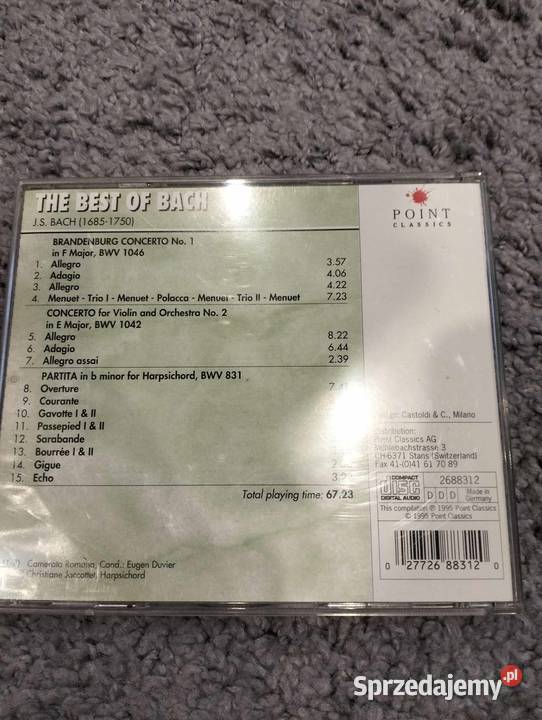 THE BEST OF BACH
J.S. BACH (1685-1750)
POINT
CLASSICS
BRANDENBURG CONCERTO No. 1
in F Major, BWV 1046
1. Allegro 3.57
2. Adagio 4.06
3. Allegro 4.22
4. Menuet - Trio I - Menuet - Polacca - Menuet - Trio II - Menuet 7.23
CONCERTO for Violin and Orchestra No. 2
in E Major, BWV 1042
5. Allegro 8.22
6. Adagio 6.44
7. Allegro assai 2.39
PARTITA in b minor for Harpsichord, BWV 831
8. Overture
9. Courante
10. Gavotte I & II
11. Passepied I & II
12. Sarabande
13. Bourrée I & II
14. Gigue
15. Echo
Total playing time: 67.23
Camerata Romana, Cond.: Eugen Duvier
Christiane Jaccottet, Harpsichord
Castoldi & C., Milano
Distribution:
Point Classics AG
CH-6371 Stans (Switzerland)
Fax 41-(0)41 61 70 89
COMPACT
disc
DIGITAL AUDIO
DDD
2688312
Made in
Germany
This compilation ℗ 1995 Point Classics
© 1995 Point Classics
0 27726 88312 0
Sprzedajemy.pl